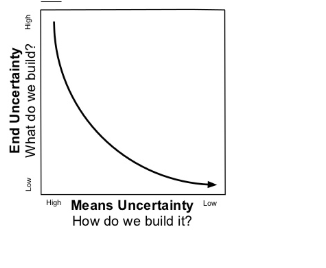 High
End Uncertainty
What do we build?
Low
High
Means Uncertainty
Low
How do we build it?